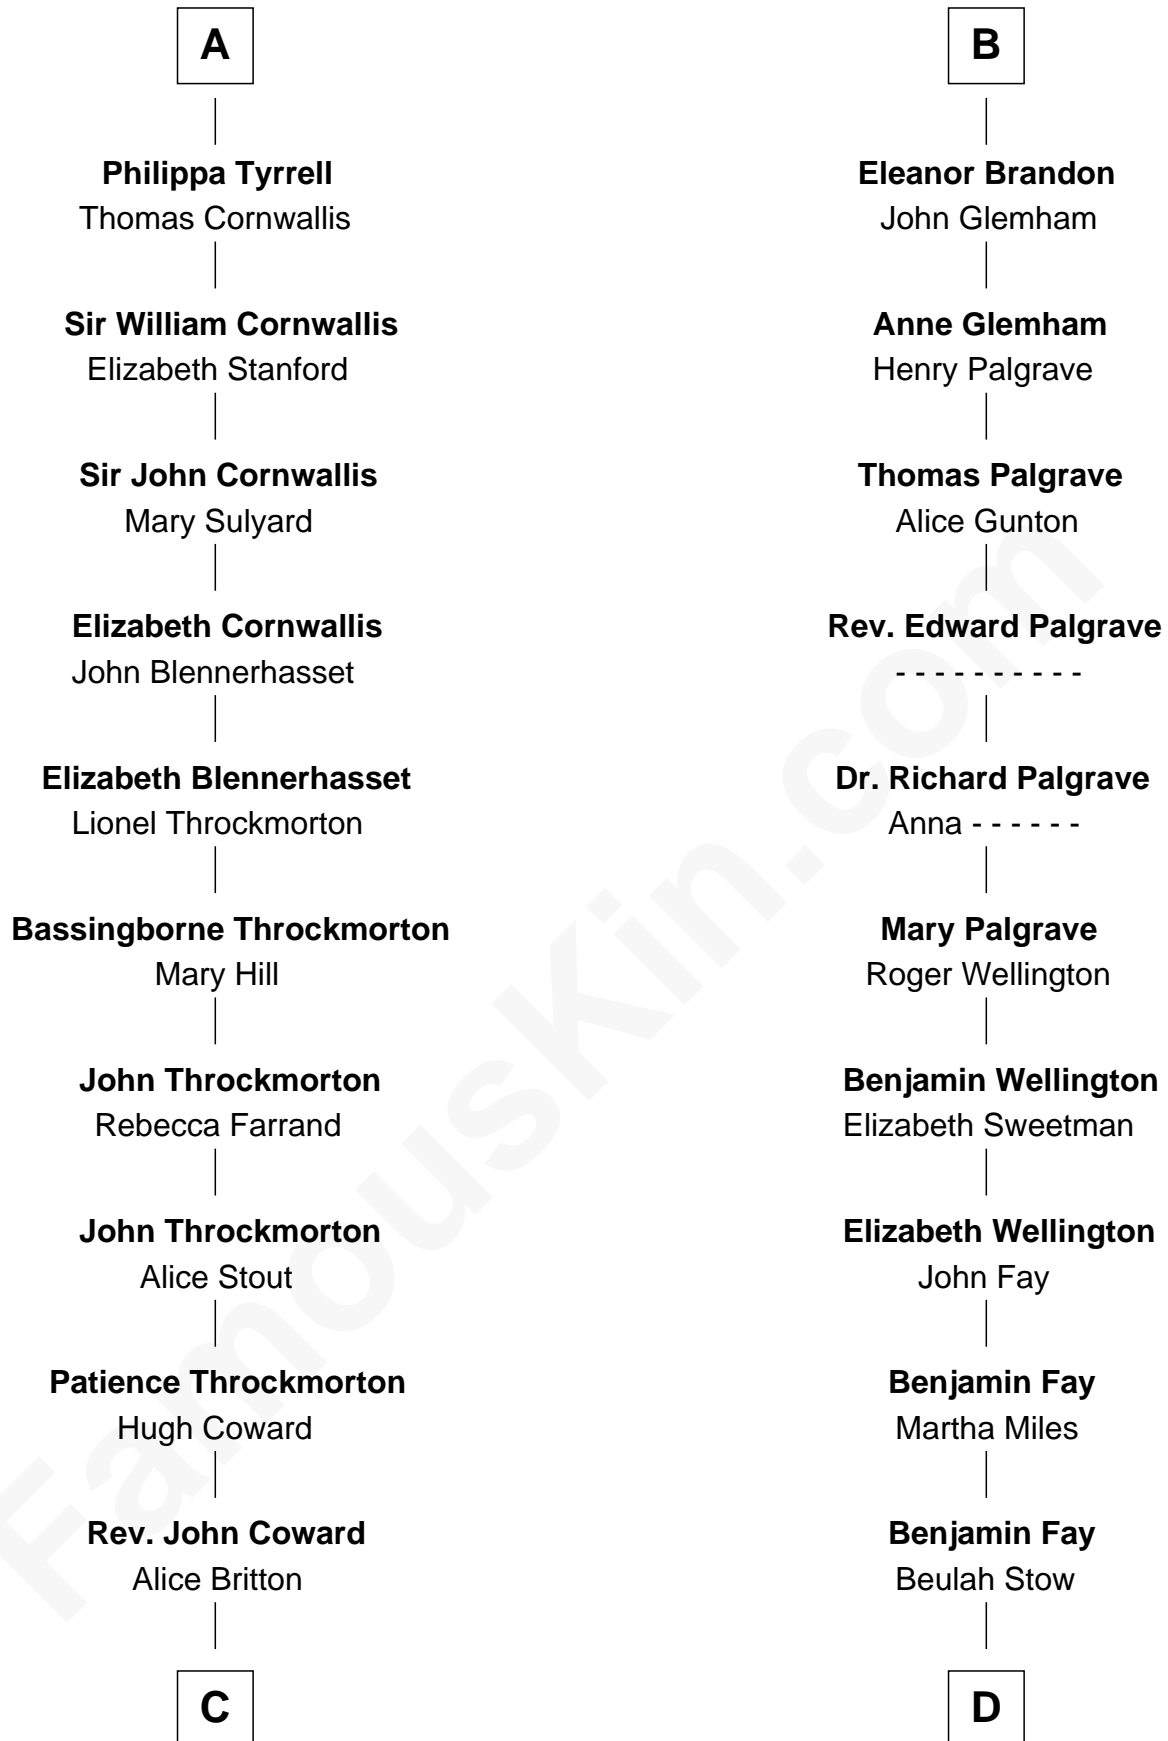 A
Philippa Tyrrell
Thomas Cornwallis
Sir William Cornwallis
Elizabeth Stanford
Sir John Cornwallis
Mary Sulyard
Elizabeth Cornwallis
John Blennerhasset
Elizabeth Blennerhasset
Lionel Throckmorton
Bassingborne Throckmorton
Mary Hill
John Throckmorton
Rebecca Farrand
John Throckmorton
Alice Stout
Patience Throckmorton
Hugh Coward
Rev. John Coward
Alice Britton
C
B
Eleanor Brandon
John Glemham
Anne Glemham
Henry Palgrave
Thomas Palgrave
Alice Gunton
Rev. Edward Palgrave
- - - - - - - - - -
Dr. Richard Palgrave
Anna - - - - - -
Mary Palgrave
Roger Wellington
Benjamin Wellington
Elizabeth Sweetman
Elizabeth Wellington
John Fay
Benjamin Fay
Martha Miles
Benjamin Fay
Beulah Stow
D
FamousKin.com